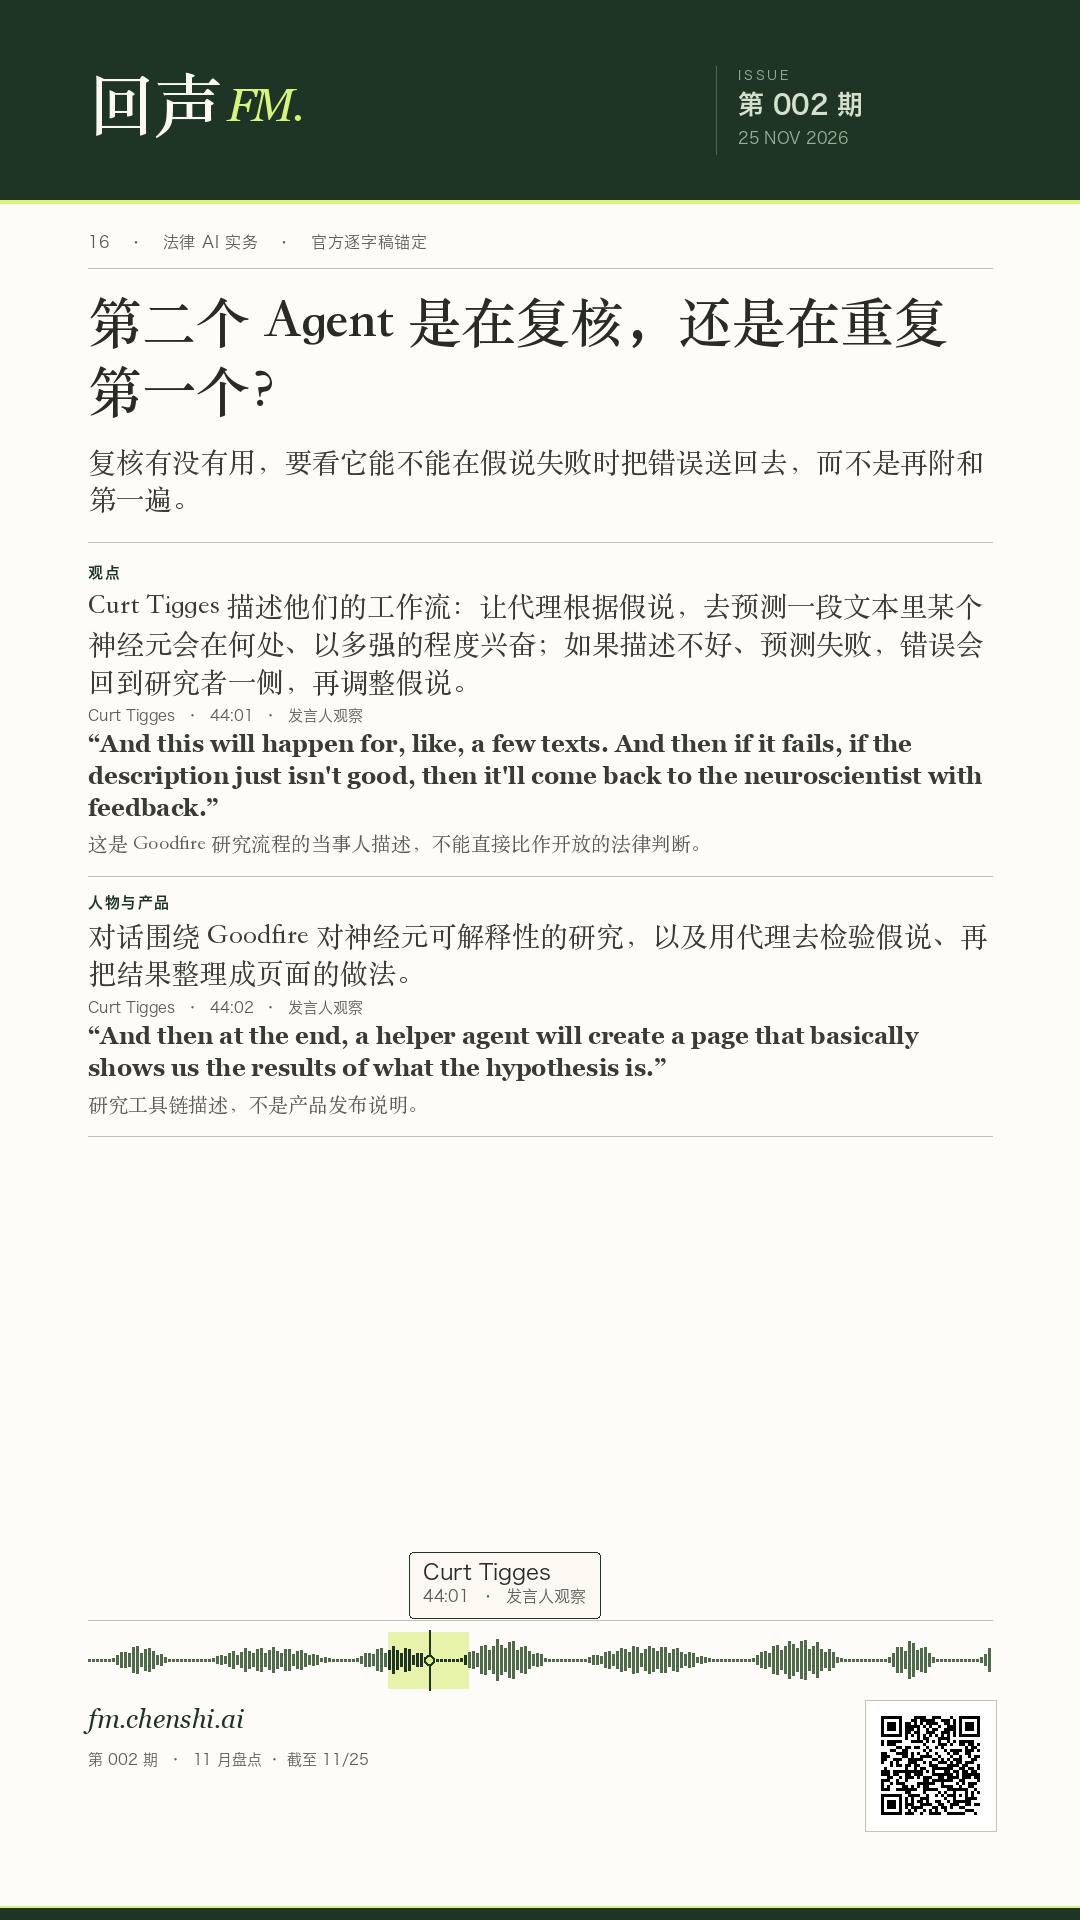 回声 FM.
ISSUE
第 002 期
25 NOV 2026
16 · 法律 AI 实务 · 官方逐字稿锚定
第二个 Agent 是在复核，还是在重复
第一个？
复核有没有用，要看它能不能在假说失败时把错误送回去，而不是再附和
第一遍。
观点
Curt Tigges 描述他们的工作流：让代理根据假说，去预测一段文本里某个
神经元会在何处、以多强的程度兴奋；如果描述不好、预测失败，错误会
回到研究者一侧，再调整假说。
Curt Tigges · 44:01 · 发言人观察
“And this will happen for, like, a few texts. And then if it fails, if the
description just isn't good, then it'll come back to the neuroscientist with
feedback.”
这是 Goodfire 研究流程的当事人描述，不能直接比作开放的法律判断。
人物与产品
对话围绕 Goodfire 对神经元可解释性的研究，以及用代理去检验假说、再
把结果整理成页面的做法。
Curt Tigges · 44:02 · 发言人观察
“And then at the end, a helper agent will create a page that basically
shows us the results of what the hypothesis is.”
研究工具链描述，不是产品发布说明。
Curt Tigges
44:01 · 发言人观察
fm.chenshi.ai
第 002 期 · 11 月盘点 · 截至 11/25